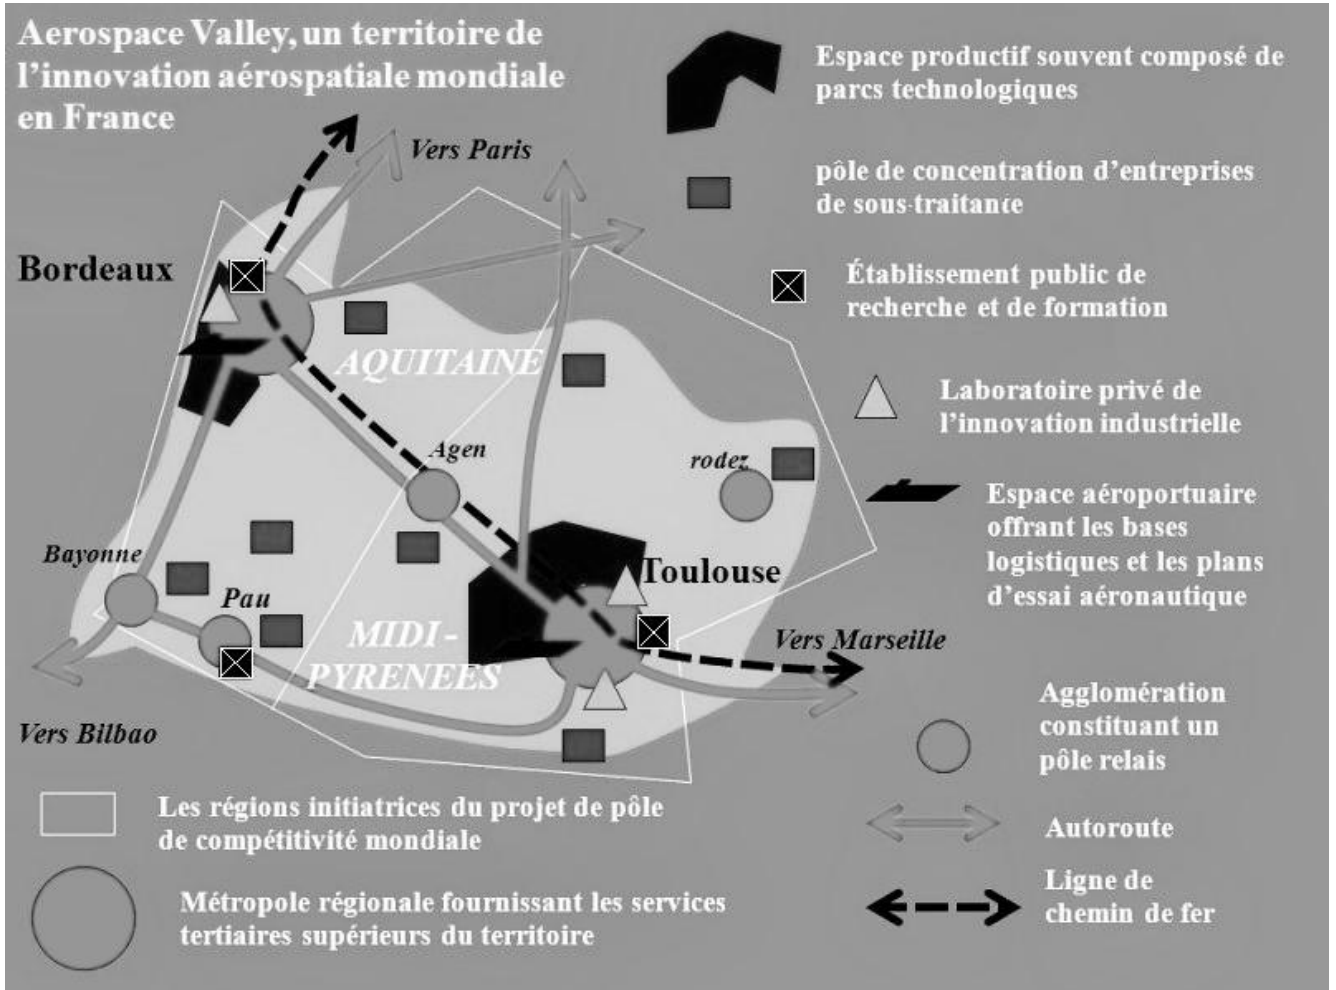 Aerospace Valley, un territoire de
l'innovation aérospatiale mondiale
en France
Vers Paris
Bordeaux
AQUITAINE
Agen
rodez
Bayonne
Pau
Toulouse
MIDI -
PYRENEES
Vers Marseille
Vers Bilbao
Espace productif souvent composé de
parcs technologiques
pôle de concentration d'entreprises
de sous-traitance
Établissement public de
recherche et de formation
Laboratoire privé de
l'innovation industrielle
Espace aéroportuaire
offrant les bases
logistiques et les plans
d'essai aéronautique
Agglomération
constituant un
pôle relais
Autoroute
Ligne de
chemin de fer
Les régions initiatrices du projet de pôle
de compétitivité mondiale
Métropole régionale fournissant les services
tertiaires supérieurs du territoire